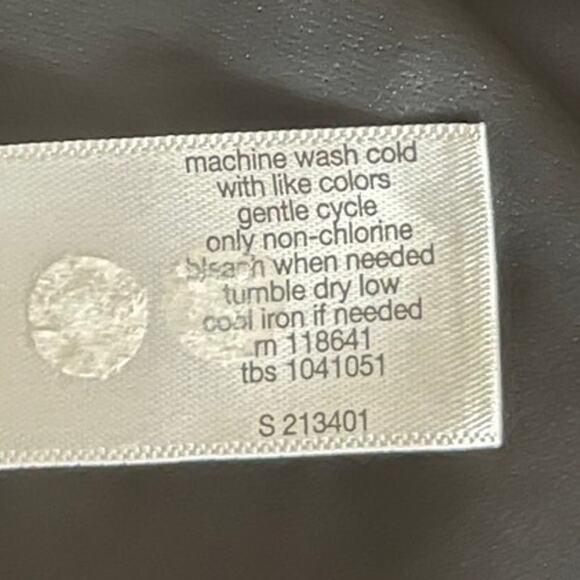 machine wash cold
with like colors
gentle cycle
only non-chlorine
bleach when needed
tumble dry low
cool iron if needed
rn 118641
tbs 1041051
S 213401